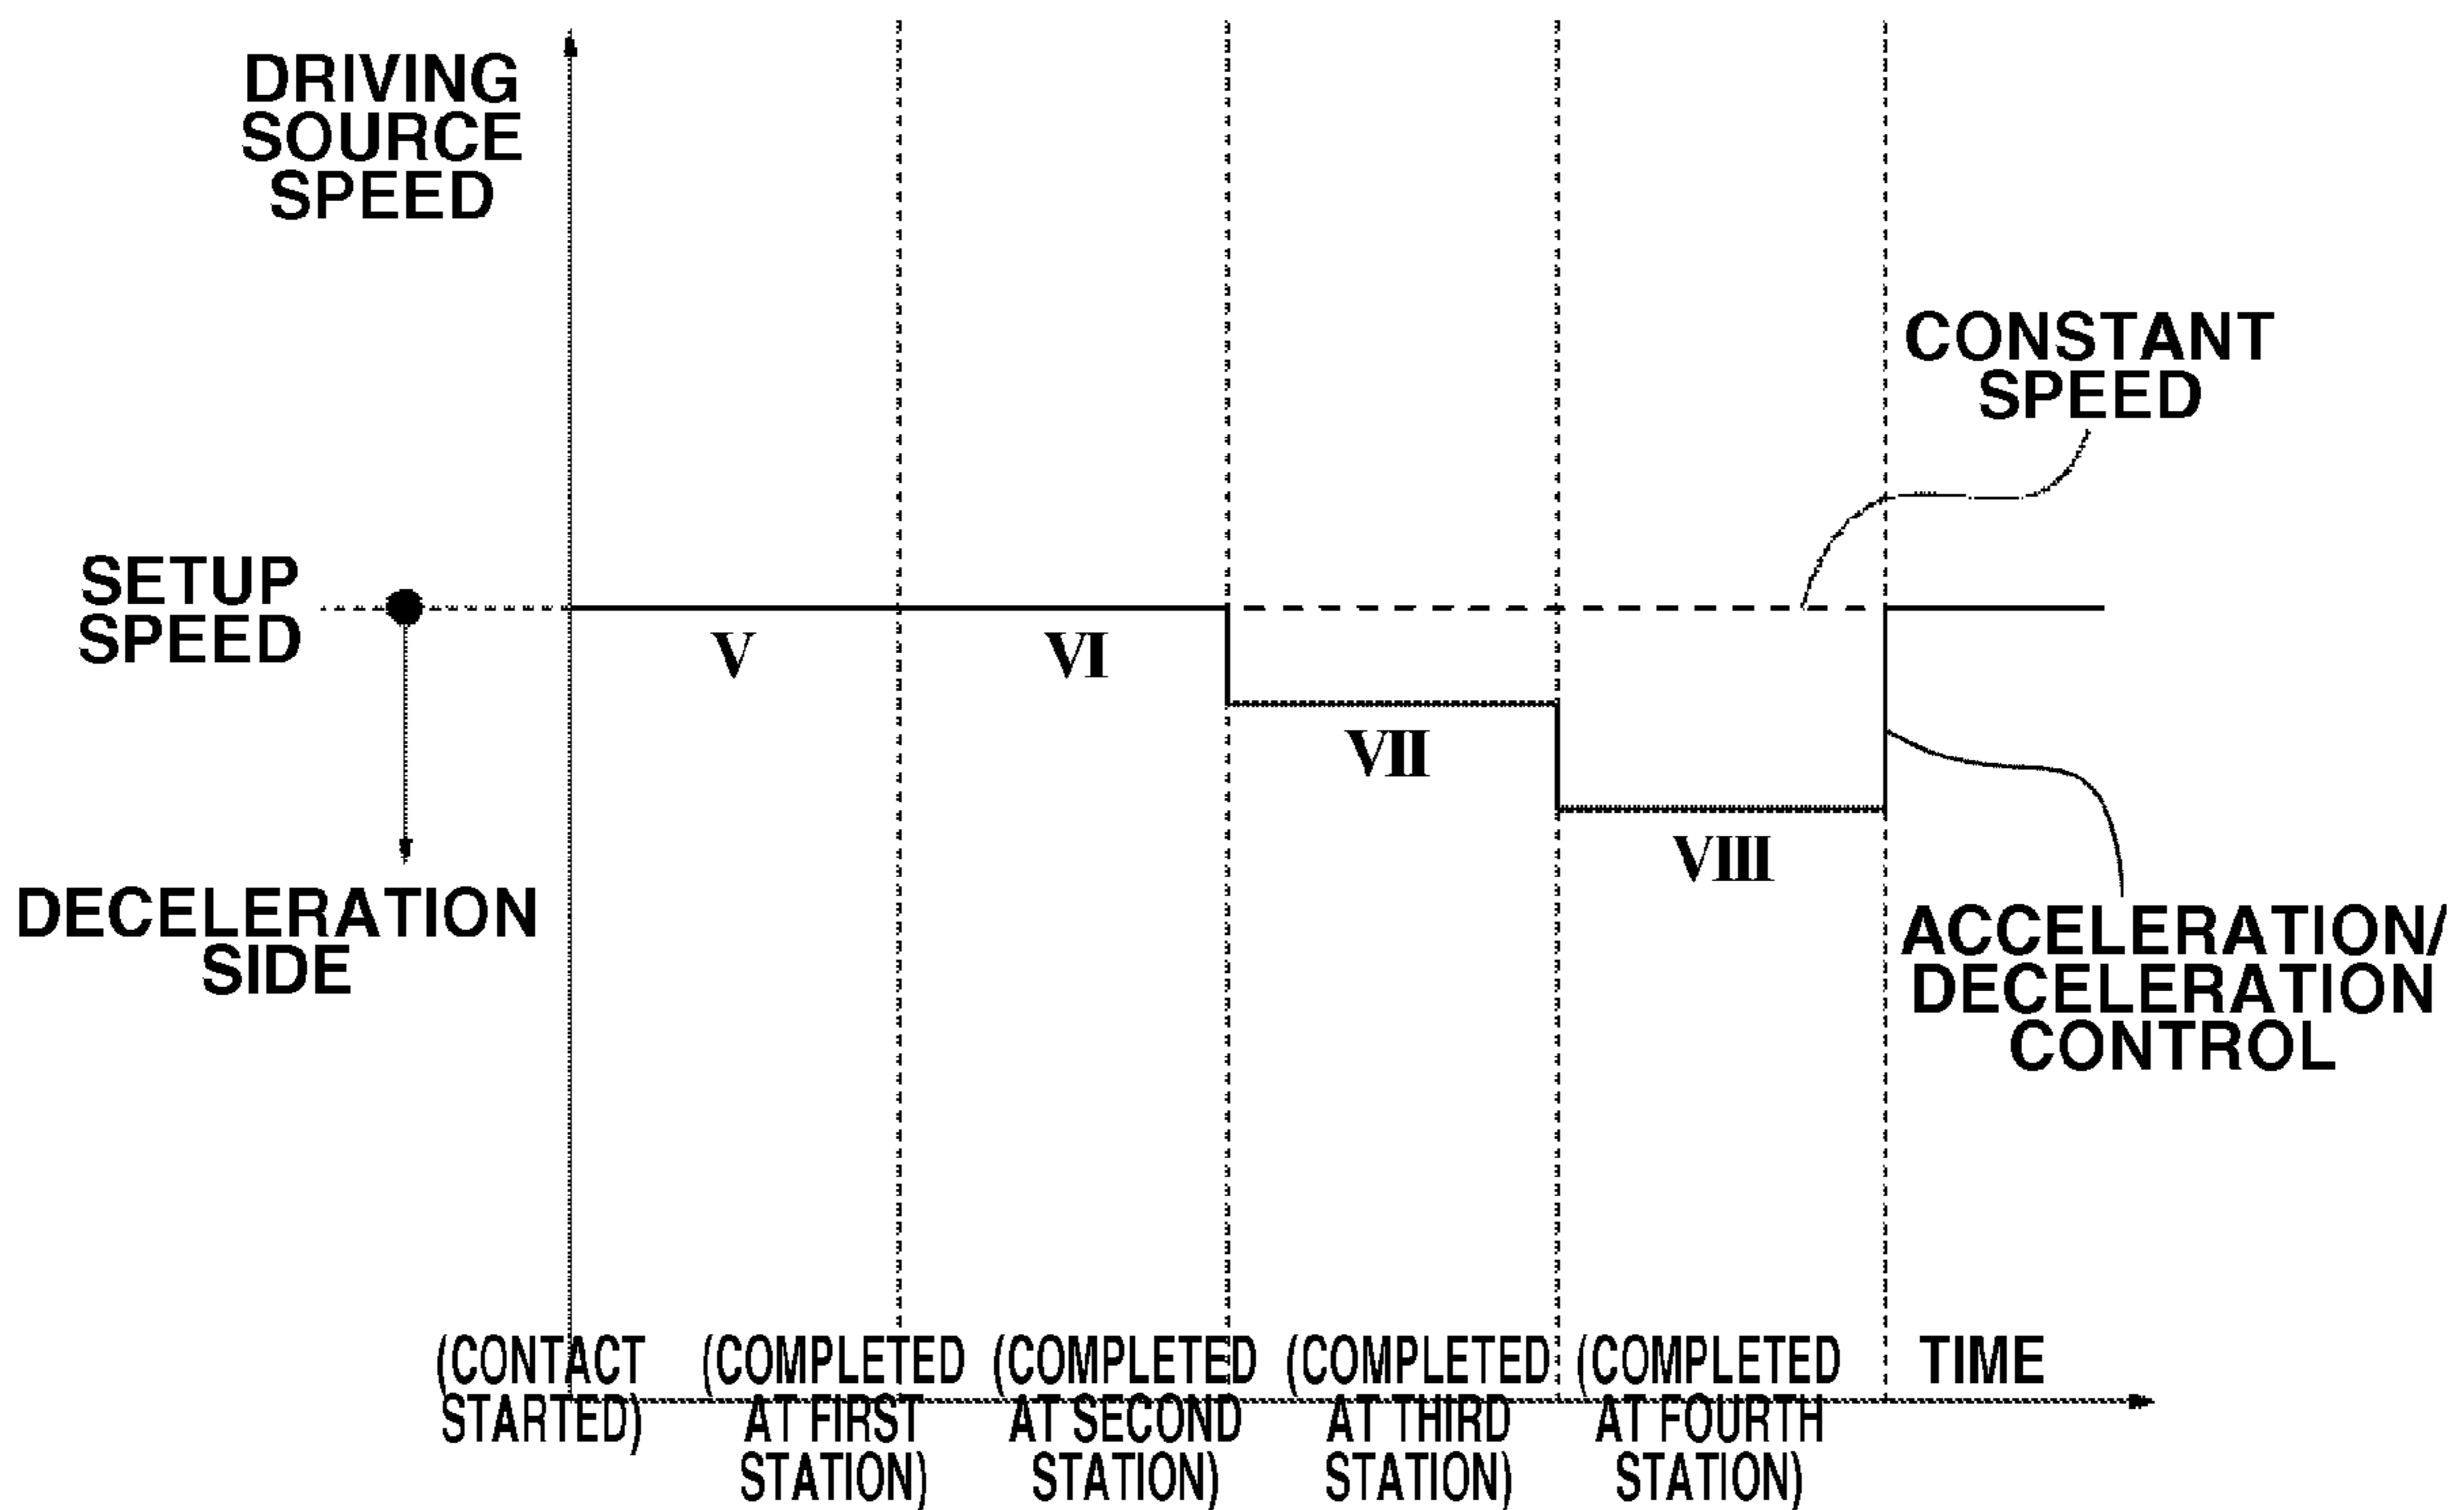 DRIVING
SOURCE
SPEED
CONSTANT
SPEED
SETUP
SPEED
V
VI
VII
VIII
DECELERATION
SIDE
ACCELERATION/
DECELERATION
CONTROL
(CONTACT
STARTED)
(COMPLETED
AT FIRST
STATION)
(COMPLETED
AT SECOND
STATION)
(COMPLETED
AT THIRD
STATION)
(COMPLETED
AT FOURTH
STATION)
TIME